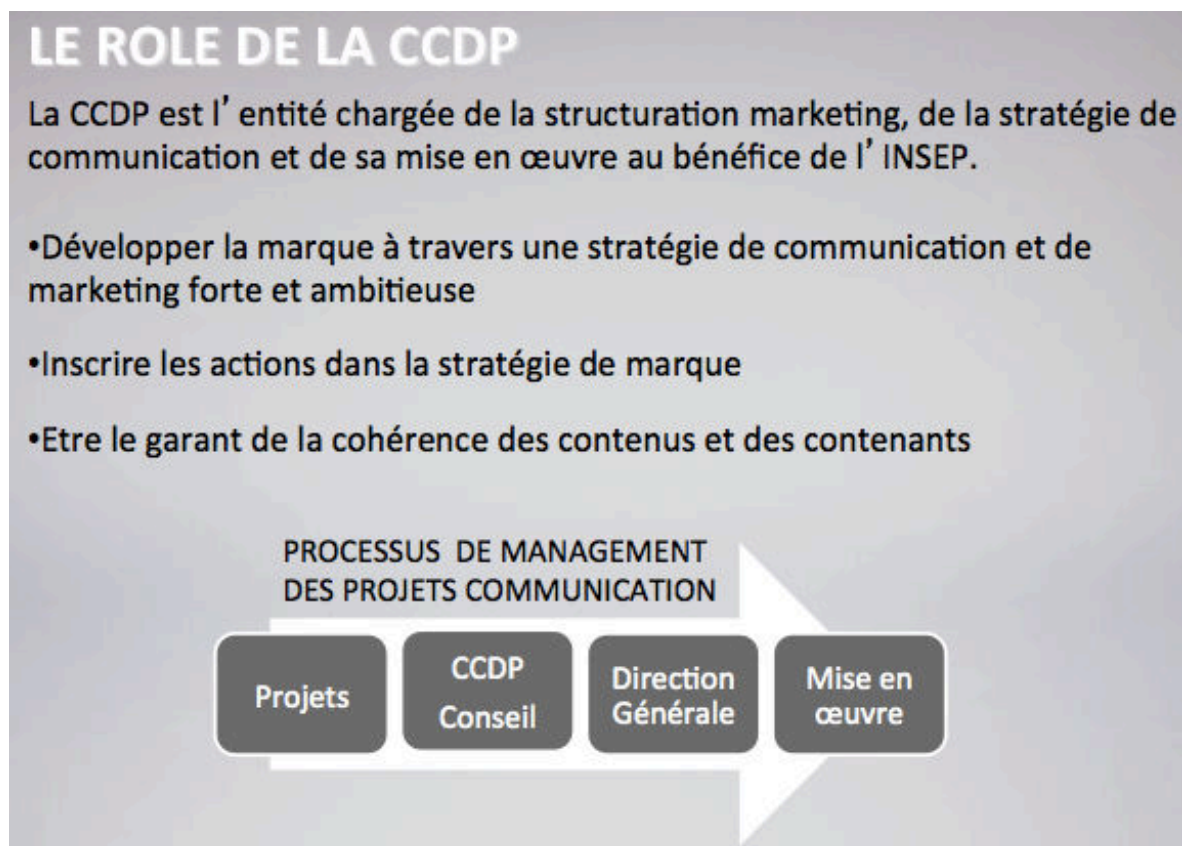 LE ROLE DE LA CCDP
La CCDP est l’ entité chargée de la structuration marketing, de la stratégie de
communication et de sa mise en œuvre au bénéfice de l’ INSEP.
•Développer la marque à travers une stratégie de communication et de
marketing forte et ambitieuse
•Inscrire les actions dans la stratégie de marque
•Etre le garant de la cohérence des contenus et des contenants
PROCESSUS DE MANAGEMENT
DES PROJETS COMMUNICATION
Projets
CCDP
Conseil
Direction
Générale
Mise en
œuvre